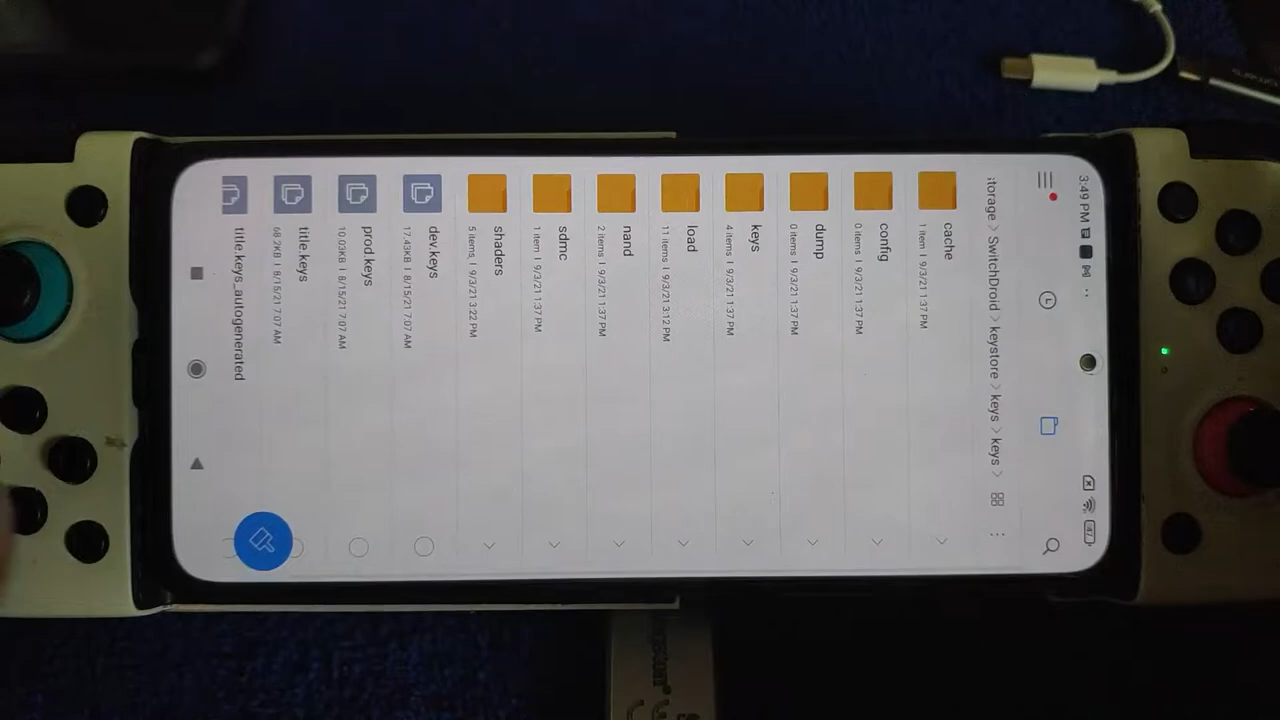 3:49 PM
storage > SwitchDroid > keystore > keys > keys >
cache
1 item | 9/3/21 1:37 PM
config
0 items | 9/3/21 1:37 PM
dump
0 items | 9/3/21 1:37 PM
keys
4 items | 9/3/21 1:37 PM
load
11 items | 9/3/21 3:12 PM
nand
2 items | 9/3/21 1:37 PM
sdmc
1 item | 9/3/21 1:37 PM
shaders
5 items | 9/3/21 3:22 PM
dev.keys
17.43KB | 8/15/21 7:07 AM
prod.keys
10.03KB | 8/15/21 7:07 AM
title.keys
68.29KB | 8/15/21 7:07 AM
title.keys_autogenerated